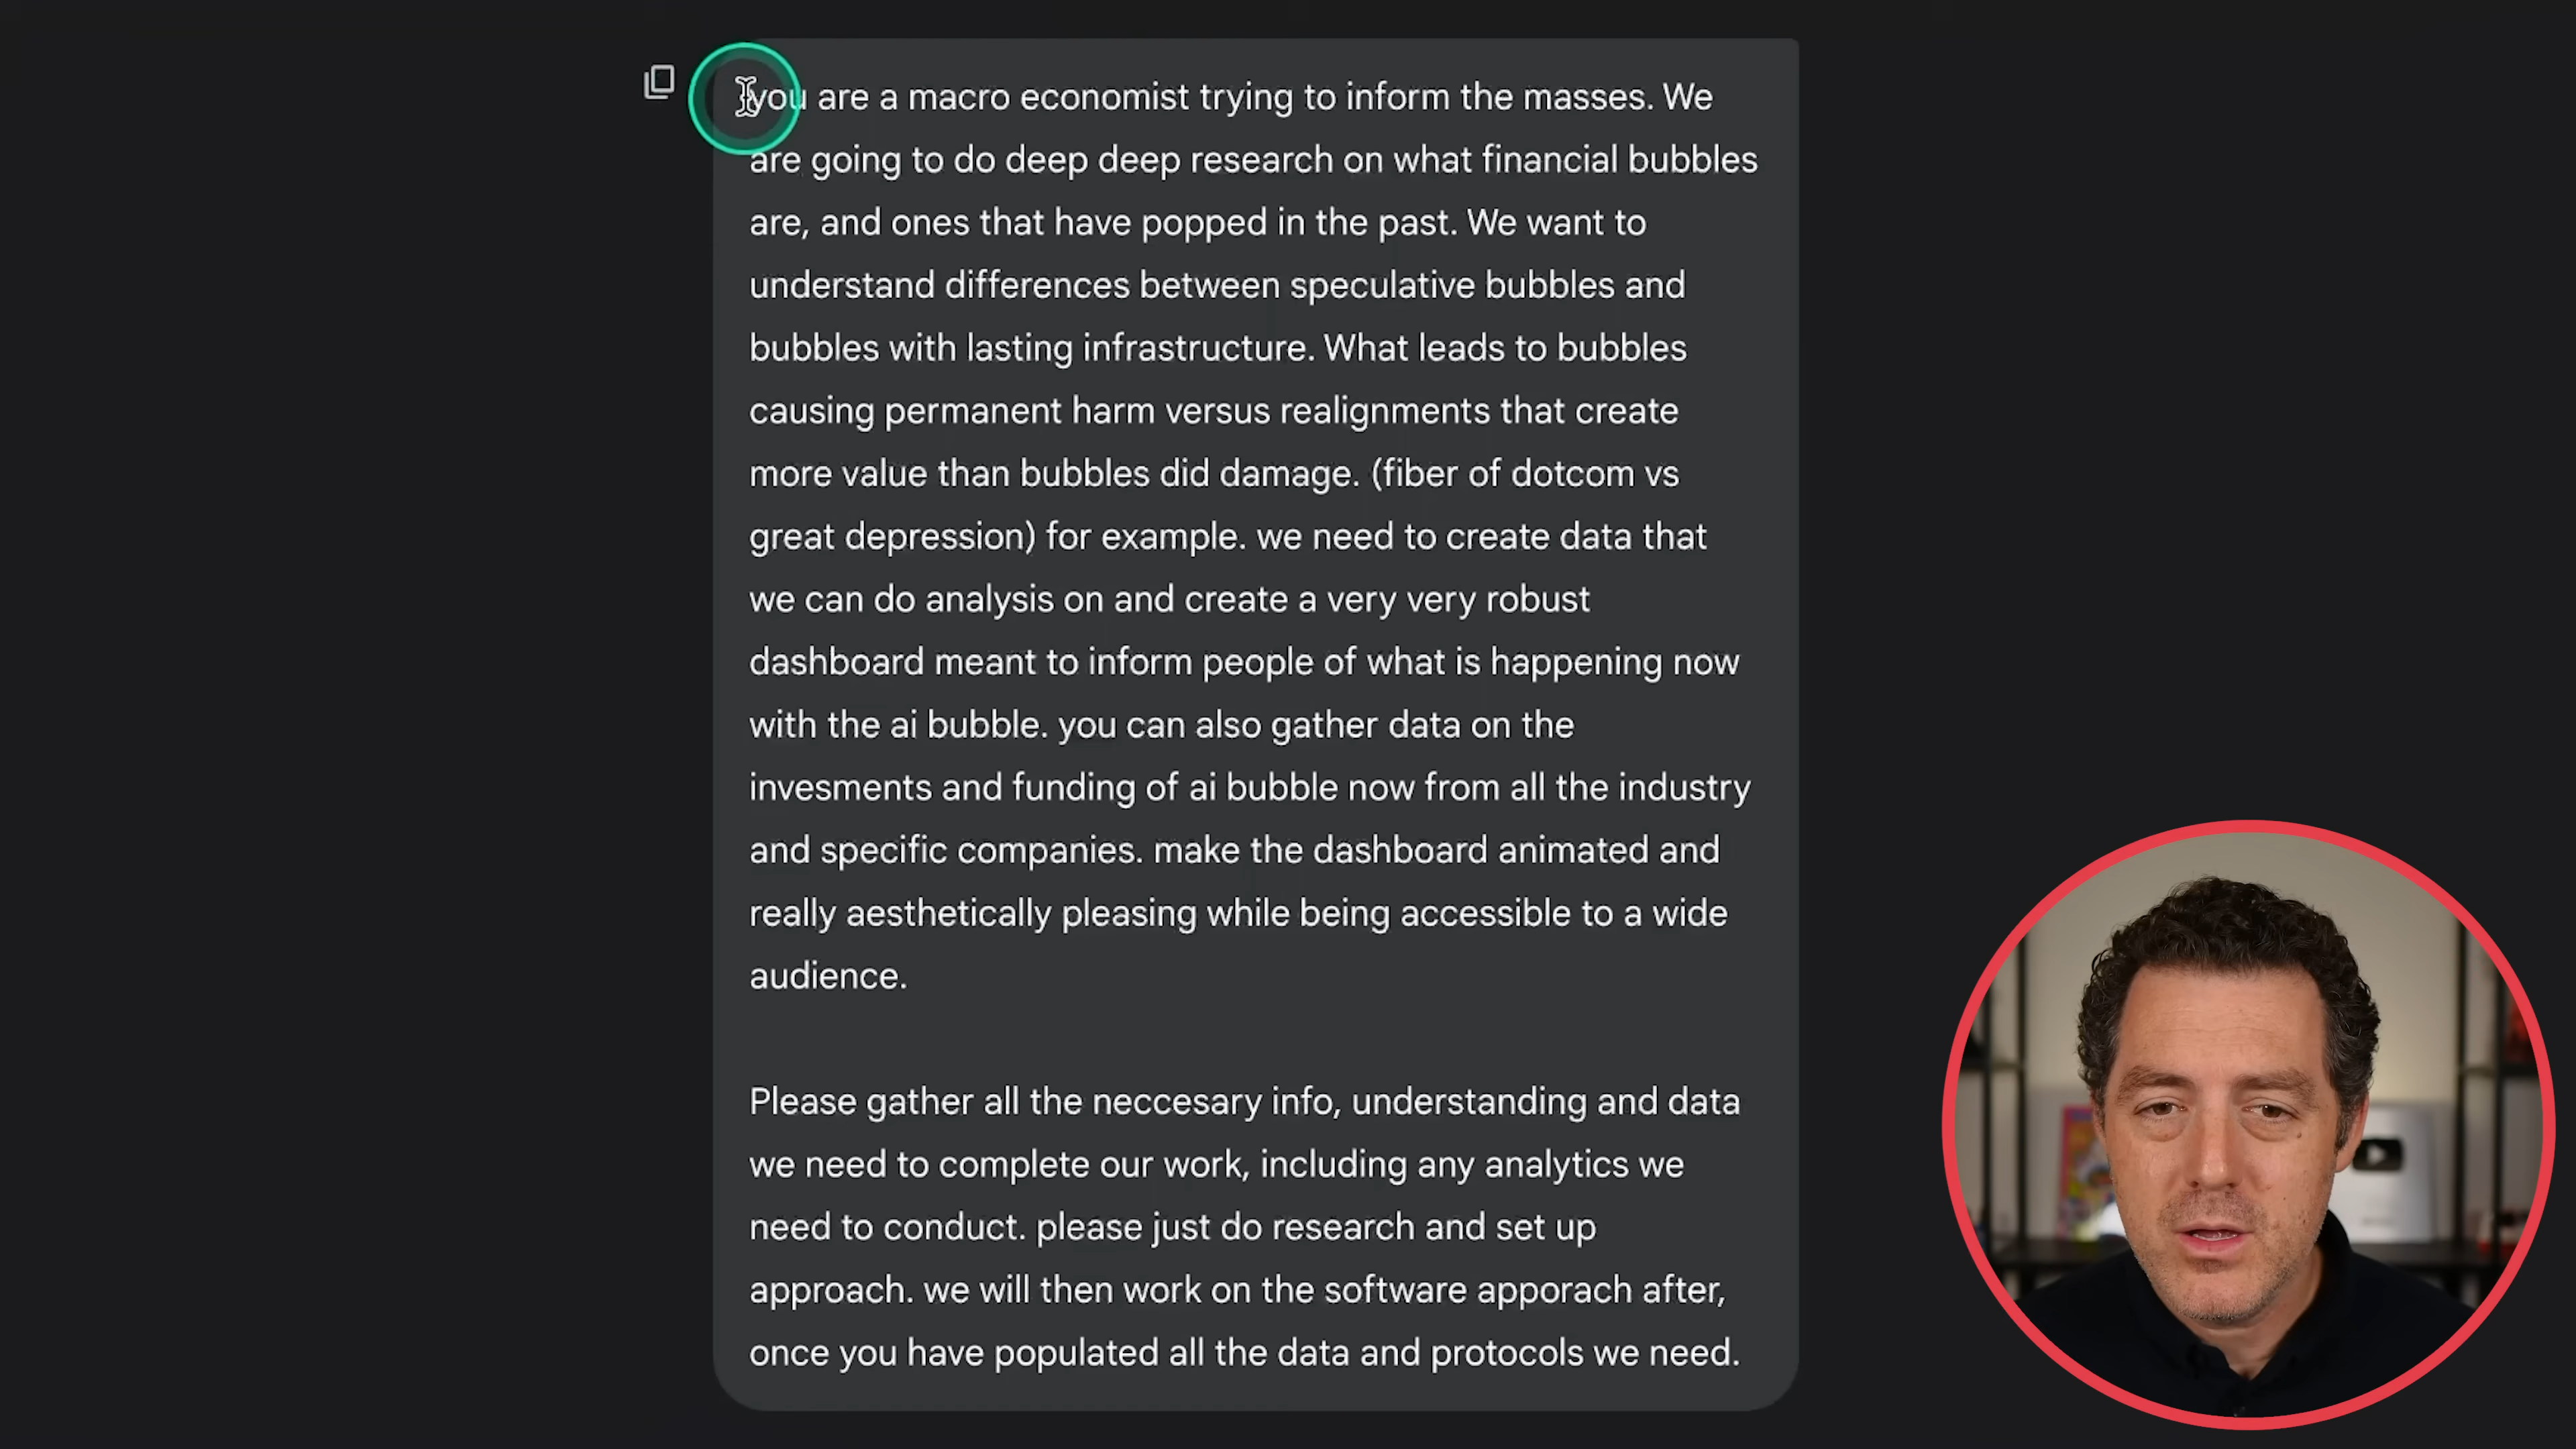 you are a macro economist trying to inform the masses. We
are going to do deep deep research on what financial bubbles
are, and ones that have popped in the past. We want to
understand differences between speculative bubbles and
bubbles with lasting infrastructure. What leads to bubbles
causing permanent harm versus realignments that create
more value than bubbles did damage. (fiber of dotcom vs
great depression) for example. we need to create data that
we can do analysis on and create a very very robust
dashboard meant to inform people of what is happening now
with the ai bubble. you can also gather data on the
invesments and funding of ai bubble now from all the industry
and specific companies. make the dashboard animated and
really aesthetically pleasing while being accessible to a wide
audience.
Please gather all the neccesary info, understanding and data
we need to complete our work, including any analytics we
need to conduct. please just do research and set up
approach. we will then work on the software apporach after,
once you have populated all the data and protocols we need.